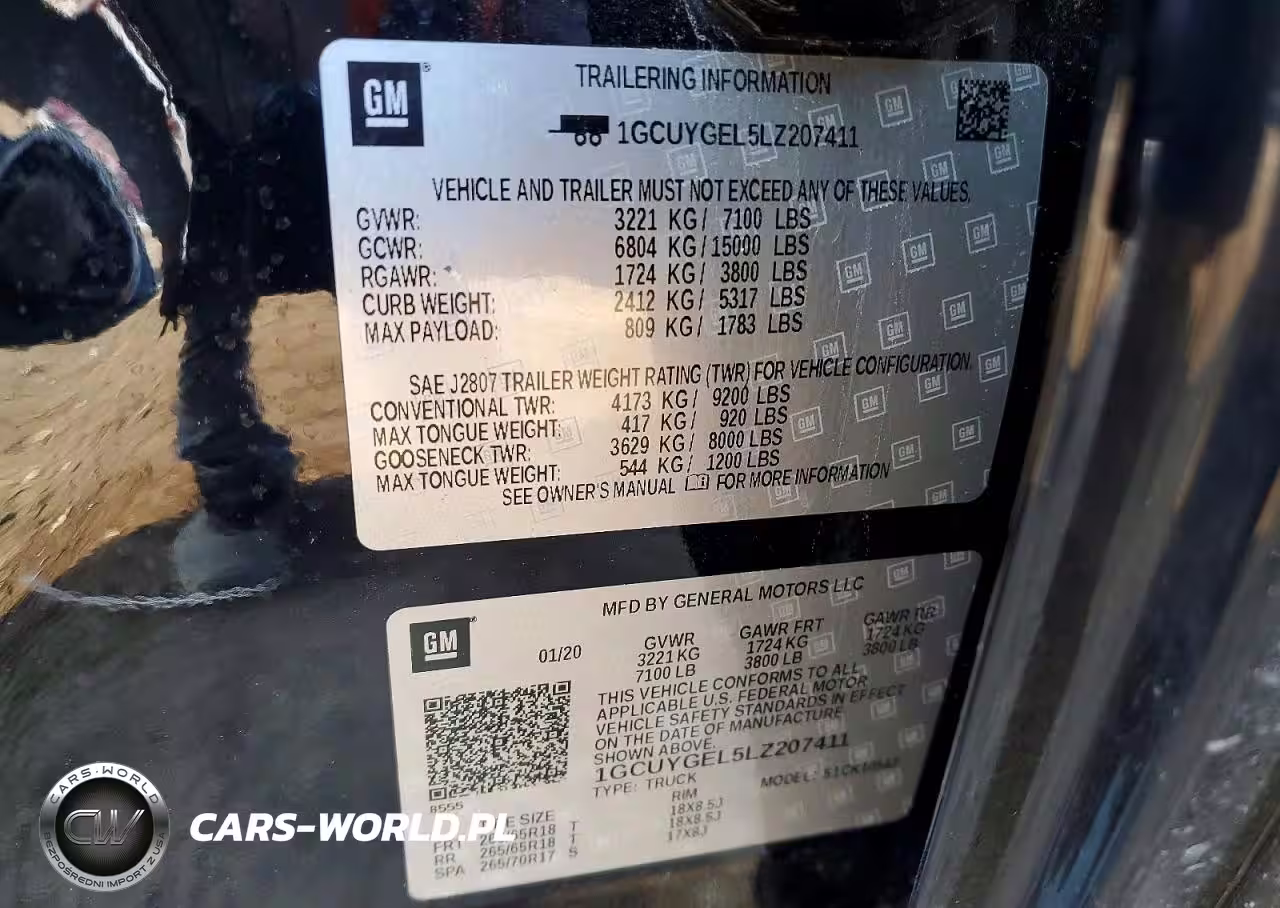 GM
TRAILERING INFORMATION
1GCUYGEL5LZ207411
VEHICLE AND TRAILER MUST NOT EXCEED ANY OF THESE VALUES.
GVWR: 3221 KG/ 7100 LBS
GCWR: 6804 KG/15000 LBS
RGAWR: 1724 KG/ 3800 LBS
CURB WEIGHT: 2412 KG/ 5317 LBS
MAX PAYLOAD: 809 KG/ 1783 LBS
SAE J2807 TRAILER WEIGHT RATING (TWR) FOR VEHICLE CONFIGURATION.
CONVENTIONAL TWR: 4173 KG/ 9200 LBS
MAX TONGUE WEIGHT: 417 KG/ 920 LBS
GOOSENECK TWR: 3629 KG/ 8000 LBS
MAX TONGUE WEIGHT: 544 KG/ 1200 LBS
SEE OWNER'S MANUAL FOR MORE INFORMATION
GM
MFD BY GENERAL MOTORS LLC
01/20
GVWR GAWR FRT GAWR RR
3221 KG 1724 KG 1724 KG
7100 LB 3800 LB 3800 LB
THIS VEHICLE CONFORMS TO ALL
APPLICABLE U.S. FEDERAL MOTOR
VEHICLE SAFETY STANDARDS IN EFFECT
ON THE DATE OF MANUFACTURE
SHOWN ABOVE.
1GCUYGEL5LZ207411
TYPE: TRUCK MODEL:
8555
SIZE RIM
FRT T 18X8.5J
RR 265/65R18 T 18X8.5J
SPA 265/70R17 S 17X8J
CARS-WORLD
CW
BEZPOŚREDNI IMPORT Z USA
CARS-WORLD.PL